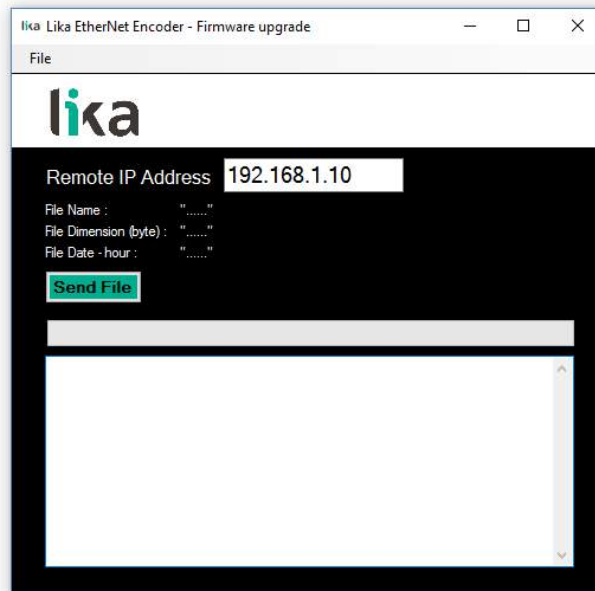 lika Lika EtherNet Encoder - Firmware upgrade
File
lika
Remote IP Address 192.168.1.10
File Name : "......"
File Dimension (byte) : "......"
File Date - hour : "......"
Send File